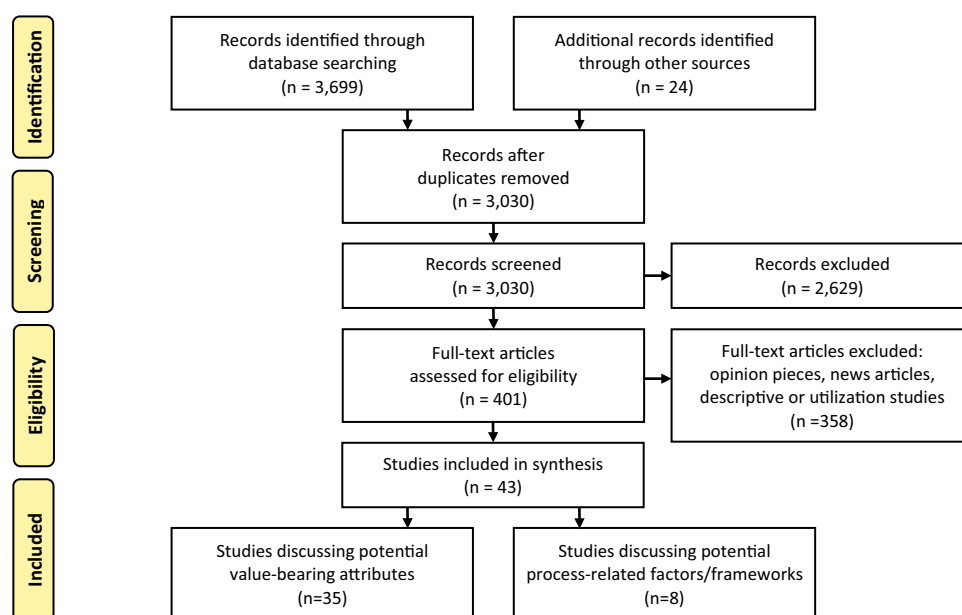 Identification
Records identified through
database searching
(n = 3,699)
Additional records identified
through other sources
(n = 24)
Records after
duplicates removed
(n = 3,030)
Screening
Records screened
(n = 3,030)
Records excluded
(n = 2,629)
Eligibility
Full-text articles
assessed for eligibility
(n = 401)
Full-text articles excluded:
opinion pieces, news articles,
descriptive or utilization studies
(n =358)
Studies included in synthesis
(n = 43)
Included
Studies discussing potential
value-bearing attributes
(n=35)
Studies discussing potential
process-related factors/frameworks
(n=8)